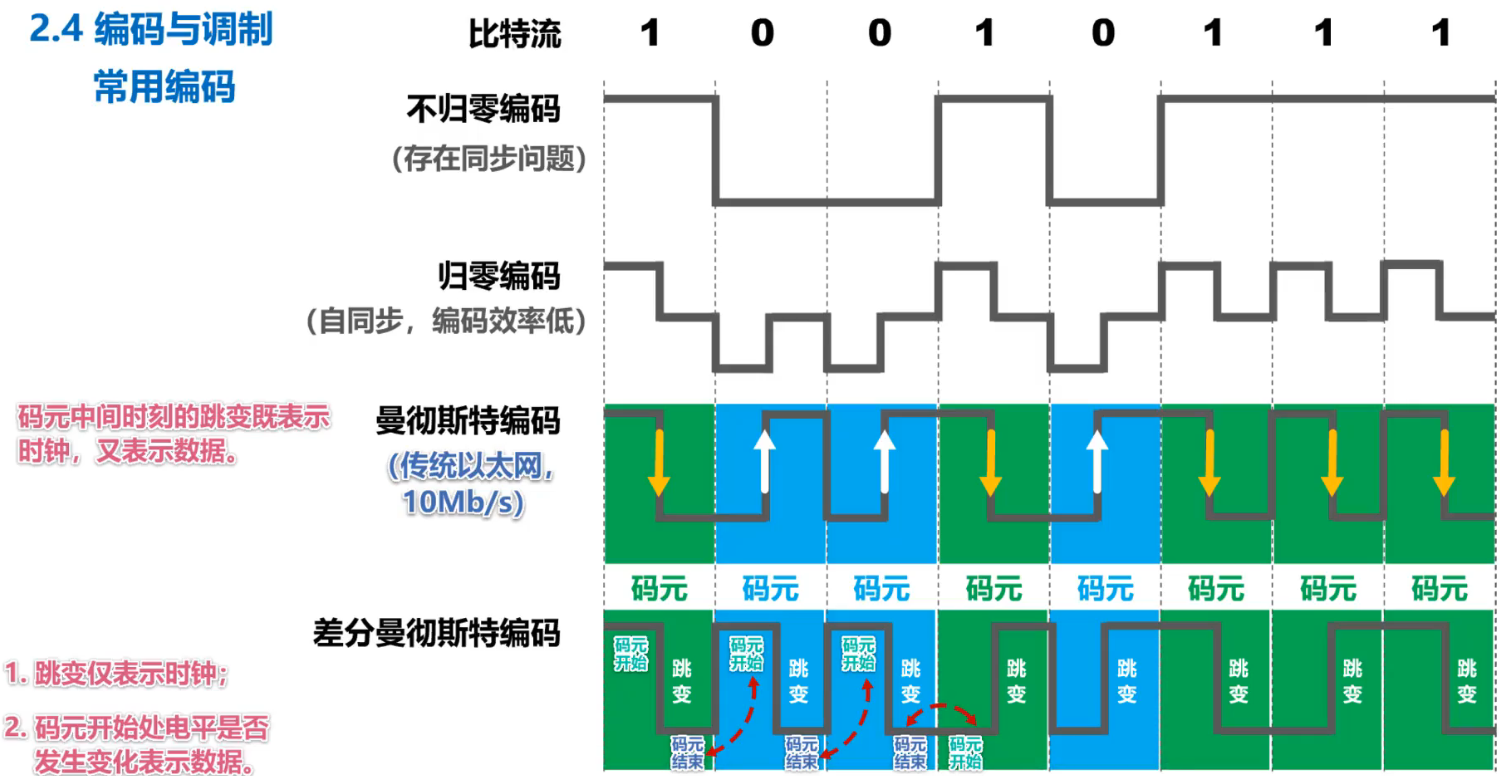 2.4 编码与调制
常用编码
比特流 1 0 0 1 0 1 1 1
不归零编码
(存在同步问题)
归零编码
(自同步，编码效率低)
码元中间时刻的跳变既表示
时钟，又表示数据。
曼彻斯特编码
(传统以太网,
10Mb/s)
码元 码元 码元 码元 码元 码元 码元 码元
差分曼彻斯特编码
1. 跳变仅表示时钟；
2. 码元开始处电平是否
发生变化表示数据。
码元
开始
跳
变
码元
结束
码元
开始
跳
变
码元
结束
码元
开始
跳
变
码元
结束
码元
开始
跳
变
跳
变
跳
变
跳
变
跳
变